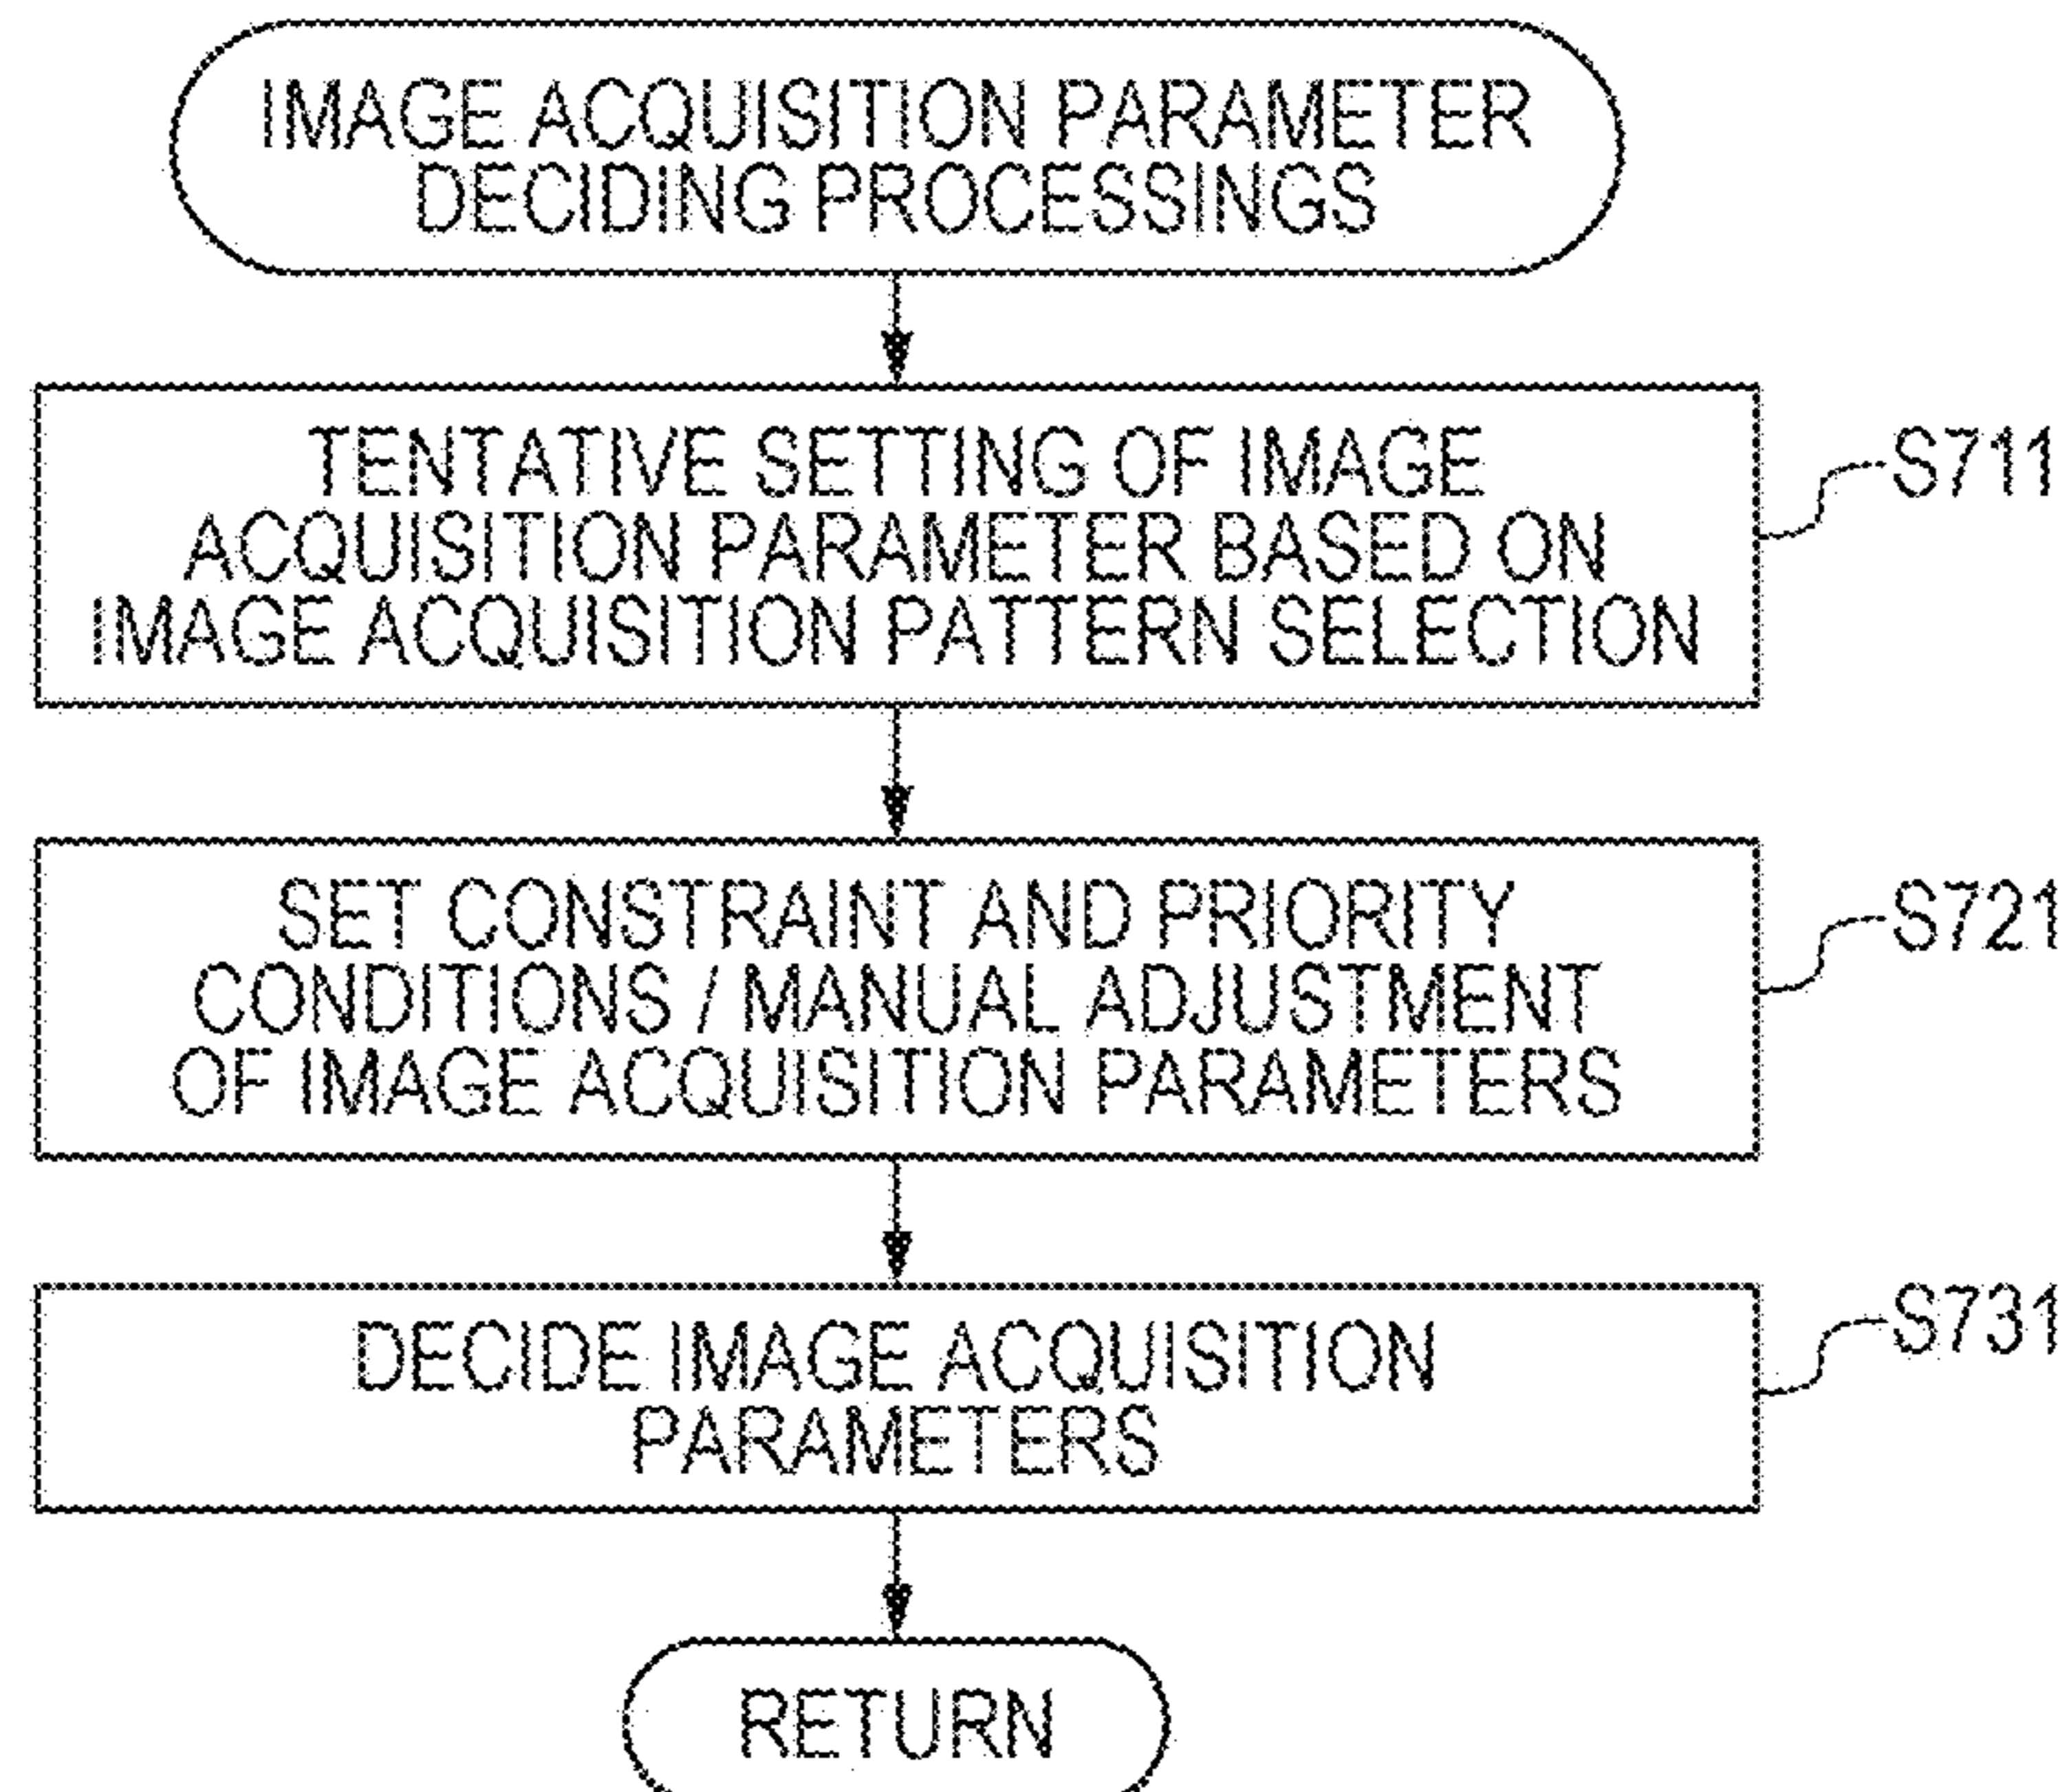 IMAGE ACQUISITION PARAMETER
DECIDING PROCESSINGS
TENTATIVE SETTING OF IMAGE
ACQUISITION PARAMETER BASED ON
IMAGE ACQUISITION PATTERN SELECTION
S711
SET CONSTRAINT AND PRIORITY
CONDITIONS / MANUAL ADJUSTMENT
OF IMAGE ACQUISITION PARAMETERS
S721
DECIDE IMAGE ACQUISITION
PARAMETERS
S731
RETURN